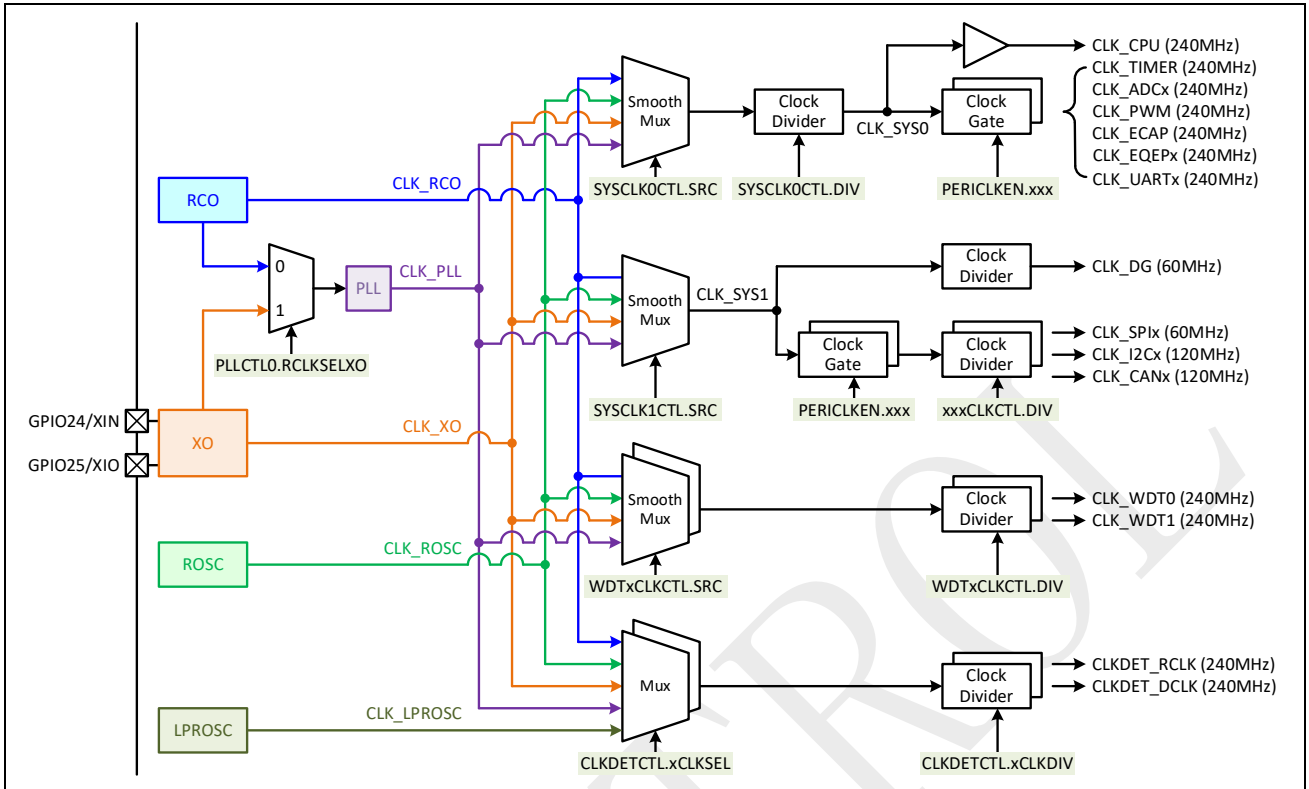 CLK_CPU (240MHz)
CLK_TIMER (240MHz)
CLK_ADCx (240MHz)
CLK_PWM (240MHz)
CLK_ECAP (240MHz)
CLK_EQEPx (240MHz)
CLK_UARTx (240MHz)
Smooth
Mux
Clock
Divider
CLK_SYS0
Clock
Gate
SYSCLK0CTL.SRC
SYSCLK0CTL.DIV
PERICLKEN.xxx
RCO
CLK_RCO
0
1
PLL
CLK_PLL
PLLCTL0.RCLKSELXO
Smooth
Mux
CLK_SYS1
Clock
Divider
CLK_DG (60MHz)
Clock
Gate
Clock
Divider
CLK_SPIx (60MHz)
CLK_I2Cx (120MHz)
CLK_CANx (120MHz)
SYSCLK1CTL.SRC
PERICLKEN.xxx
xxxCLKCTL.DIV
GPIO24/XIN
GPIO25/XIO
XO
CLK_XO
Smooth
Mux
Clock
Divider
CLK_WDT0 (240MHz)
CLK_WDT1 (240MHz)
WDTxCLKCTL.SRC
WDTxCLKCTL.DIV
ROSC
CLK_ROSC
Mux
Clock
Divider
CLKDET_RCLK (240MHz)
CLKDET_DCLK (240MHz)
LPROSC
CLK_LPROSC
CLKDETCTL.xCLKSEL
CLKDETCTL.xCLKDIV
TROL